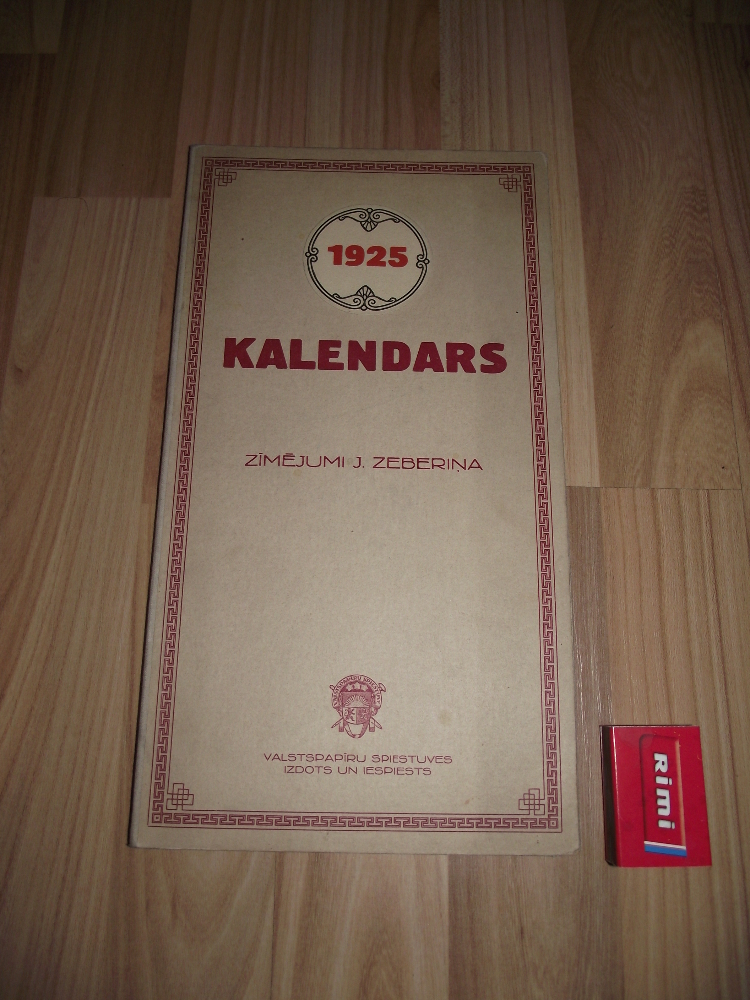 1925
KALENDARS
ZĪMĒJUMI J. ZEBERIŅA
VALSTSPAPĪRU SPIESTUVES
IZDOTS UN IESPIESTS
Rimi